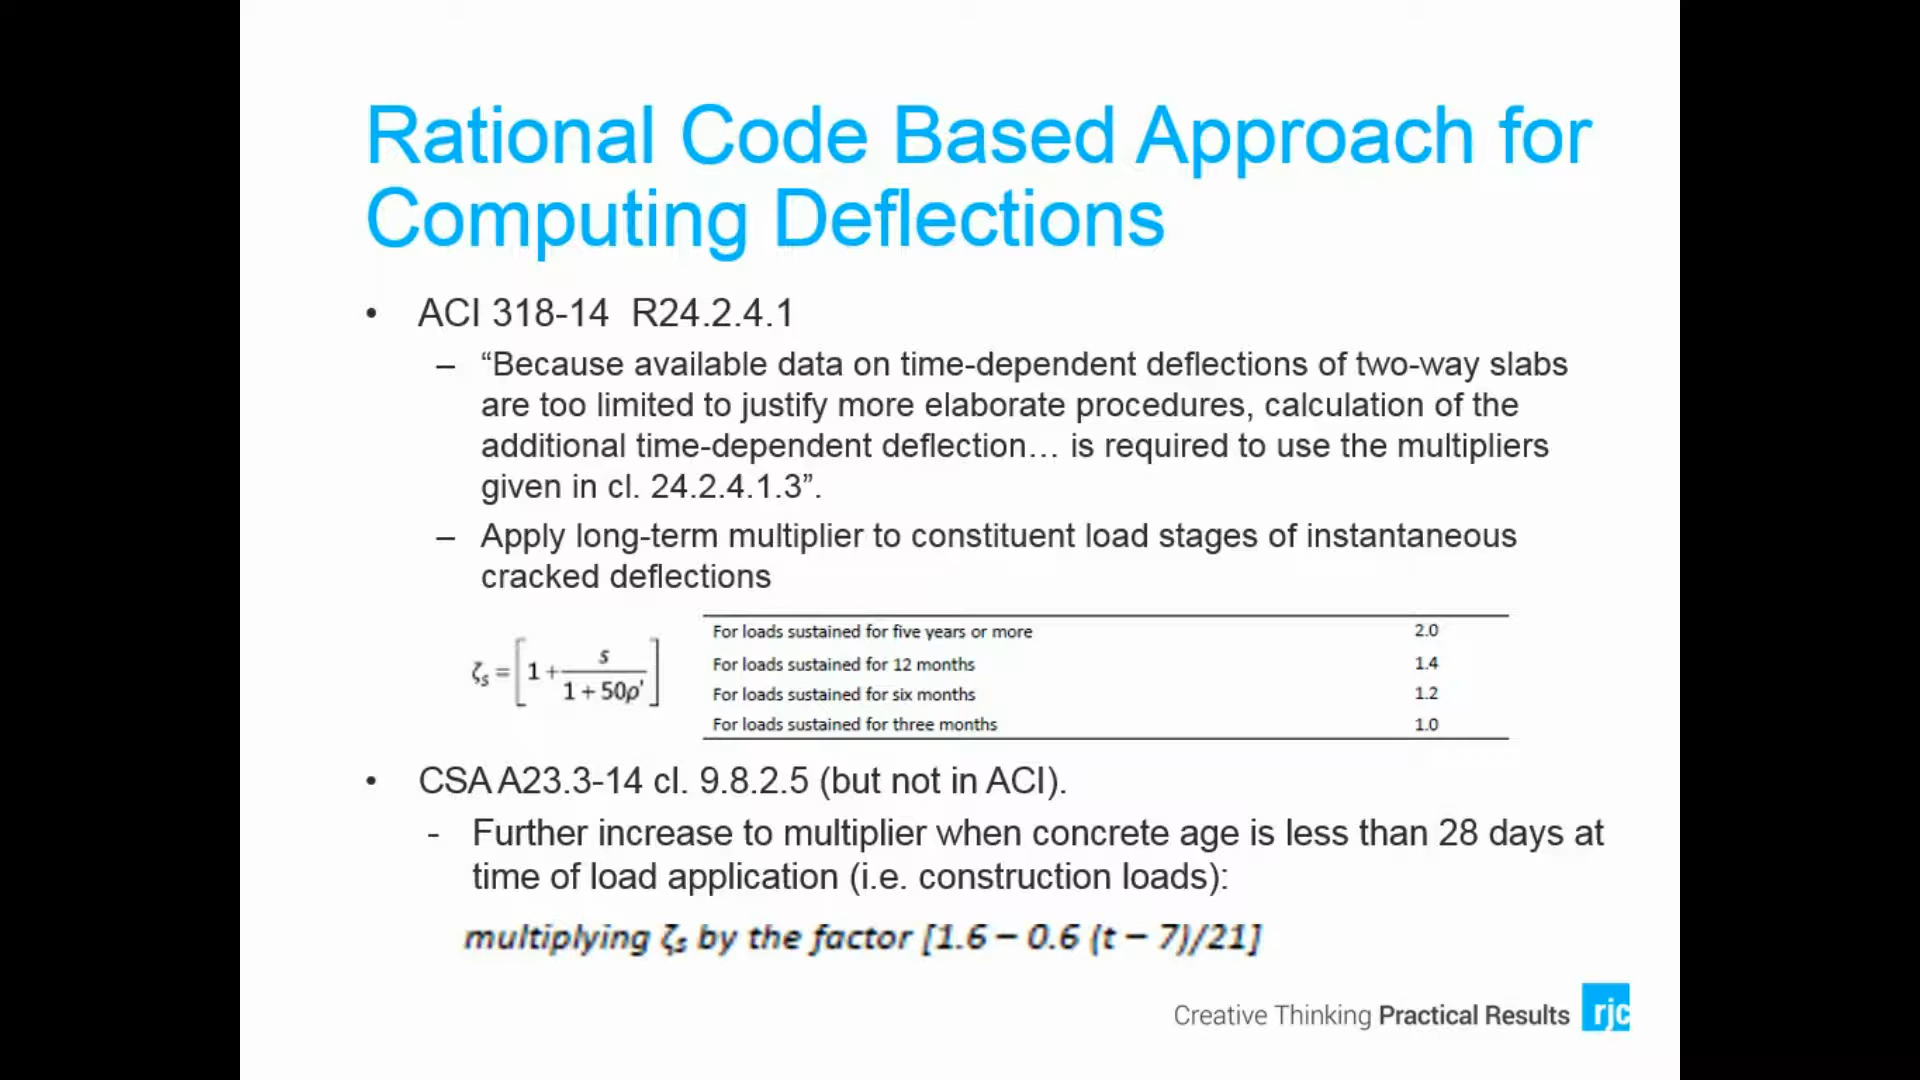 Rational Code Based Approach for
Computing Deflections
• ACI 318-14 R24.2.4.1
– “Because available data on time-dependent deflections of two-way slabs
are too limited to justify more elaborate procedures, calculation of the
additional time-dependent deflection… is required to use the multipliers
given in cl. 24.2.4.1.3”.
– Apply long-term multiplier to constituent load stages of instantaneous
cracked deflections
ζs = [1 + s / (1 + 50ρ')]
For loads sustained for five years or more 2.0
For loads sustained for 12 months 1.4
For loads sustained for six months 1.2
For loads sustained for three months 1.0
• CSA A23.3-14 cl. 9.8.2.5 (but not in ACI).
- Further increase to multiplier when concrete age is less than 28 days at
time of load application (i.e. construction loads):
multiplying ζs by the factor [1.6 – 0.6 (t – 7)/21]
Creative Thinking Practical Results rjc